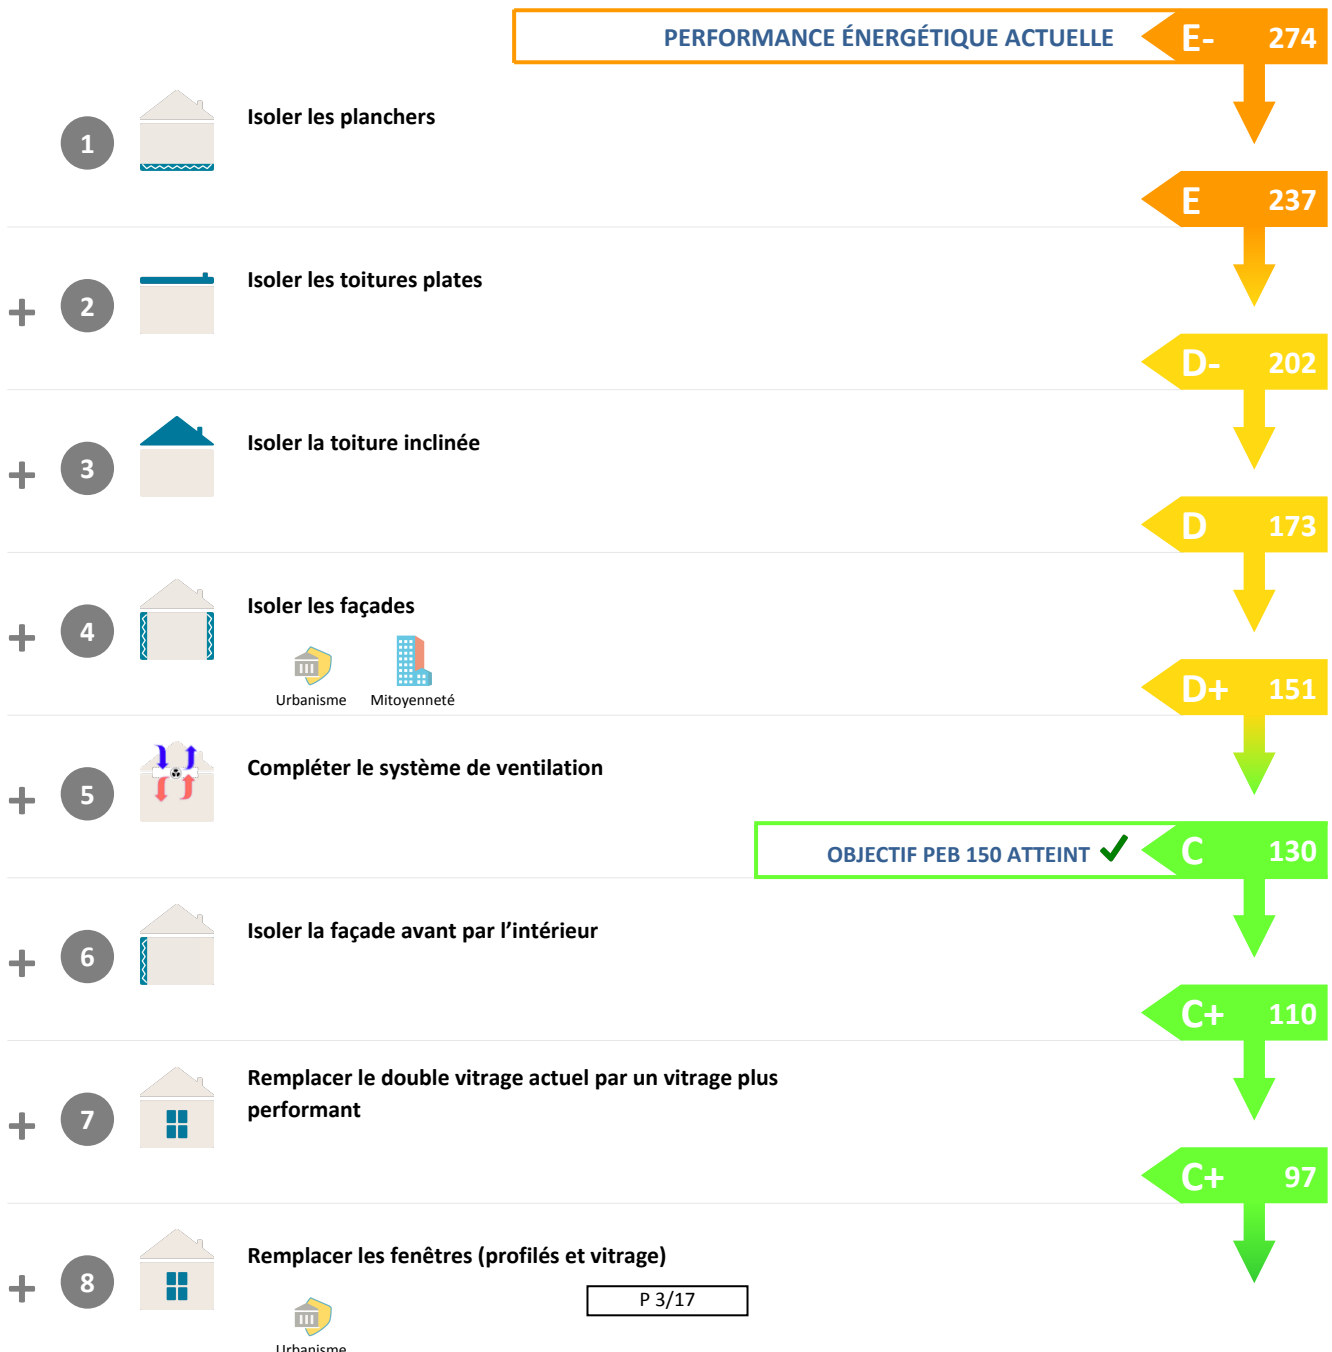 PERFORMANCE ÉNERGÉTIQUE ACTUELLE E- 274
1 Isoler les planchers
E 237
+ 2 Isoler les toitures plates
D- 202
+ 3 Isoler la toiture inclinée
D 173
+ 4 Isoler les façades
Urbanisme Mitoyenneté
D+ 151
+ 5 Compléter le système de ventilation
OBJECTIF PEB 150 ATTEINT ✓ C 130
+ 6 Isoler la façade avant par l’intérieur
C+ 110
+ 7 Remplacer le double vitrage actuel par un vitrage plus
performant
C+ 97
+ 8 Remplacer les fenêtres (profilés et vitrage)
P 3/17
Urbanisme